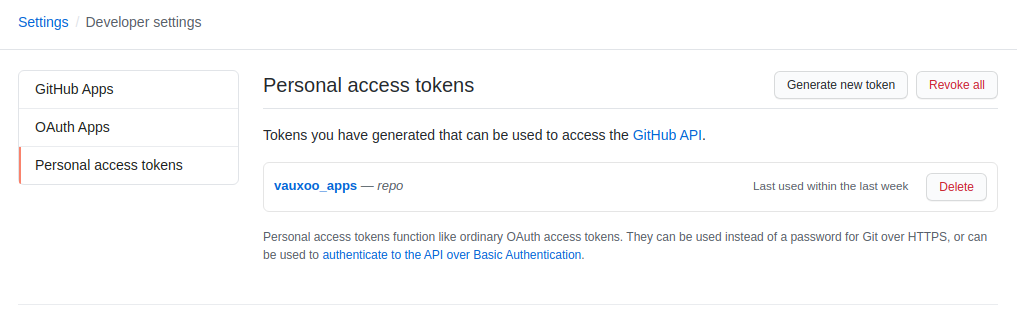 Settings / Developer settings
GitHub Apps
OAuth Apps
Personal access tokens
Personal access tokens
Generate new token
Revoke all
Tokens you have generated that can be used to access the GitHub API.
vauxoo_apps — repo
Last used within the last week
Delete
Personal access tokens function like ordinary OAuth access tokens. They can be used instead of a password for Git over HTTPS, or can
be used to authenticate to the API over Basic Authentication.